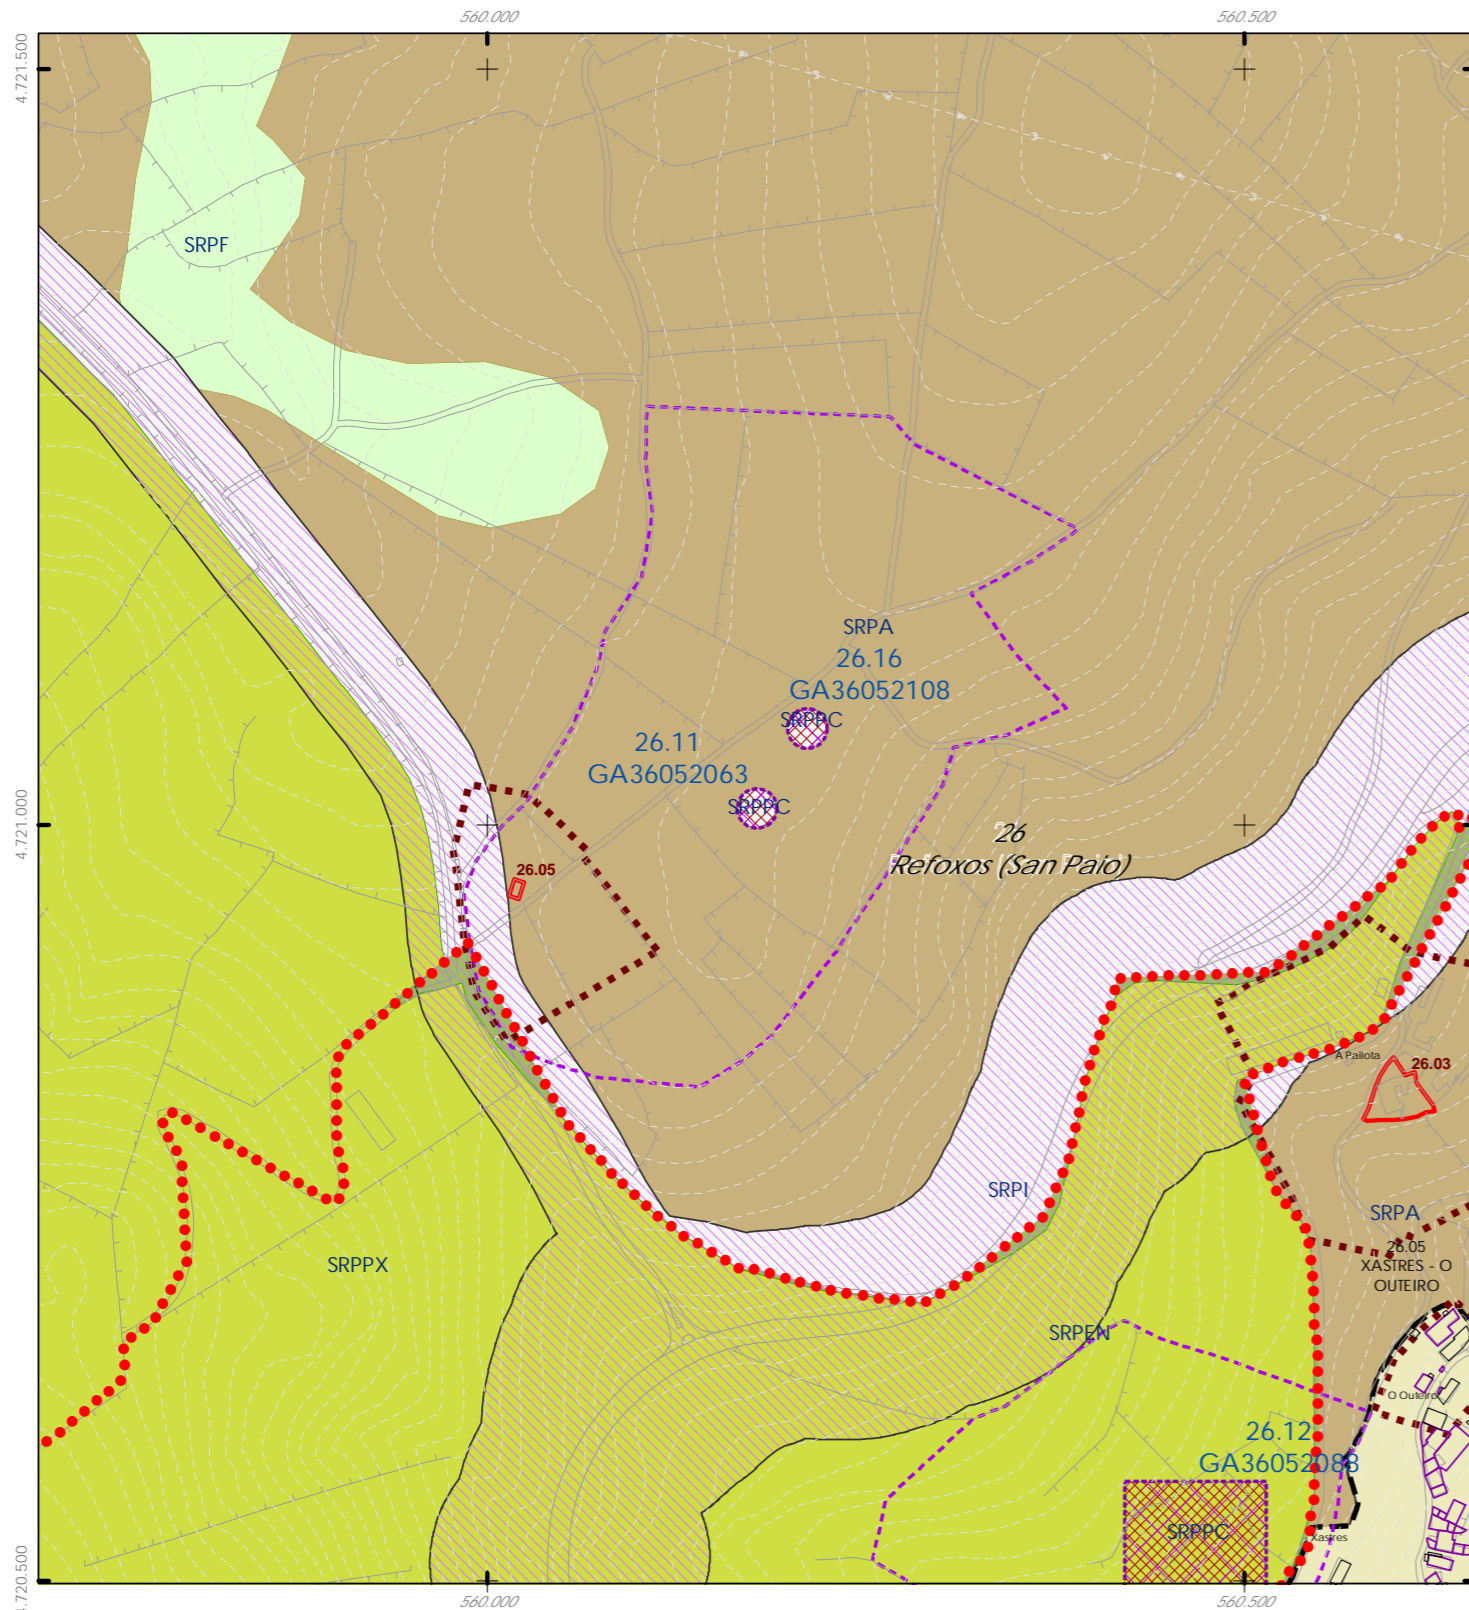 560.000
560.500
4.721.500
SRPF
SRPA
26.16
GA36052108
SRPPC
26.11
GA36052063
SRPPC
4.721.000
26
Refoxos (San Paio)
26.05
A Pallota
26.03
SRPI
SRPA
26.05
XASTRES - O
OUTEIRO
SRPPX
SRPEN
O Outeiro
26.12
GA36052088
SRPPC
Xastres
4.720.500
560.000
560.500